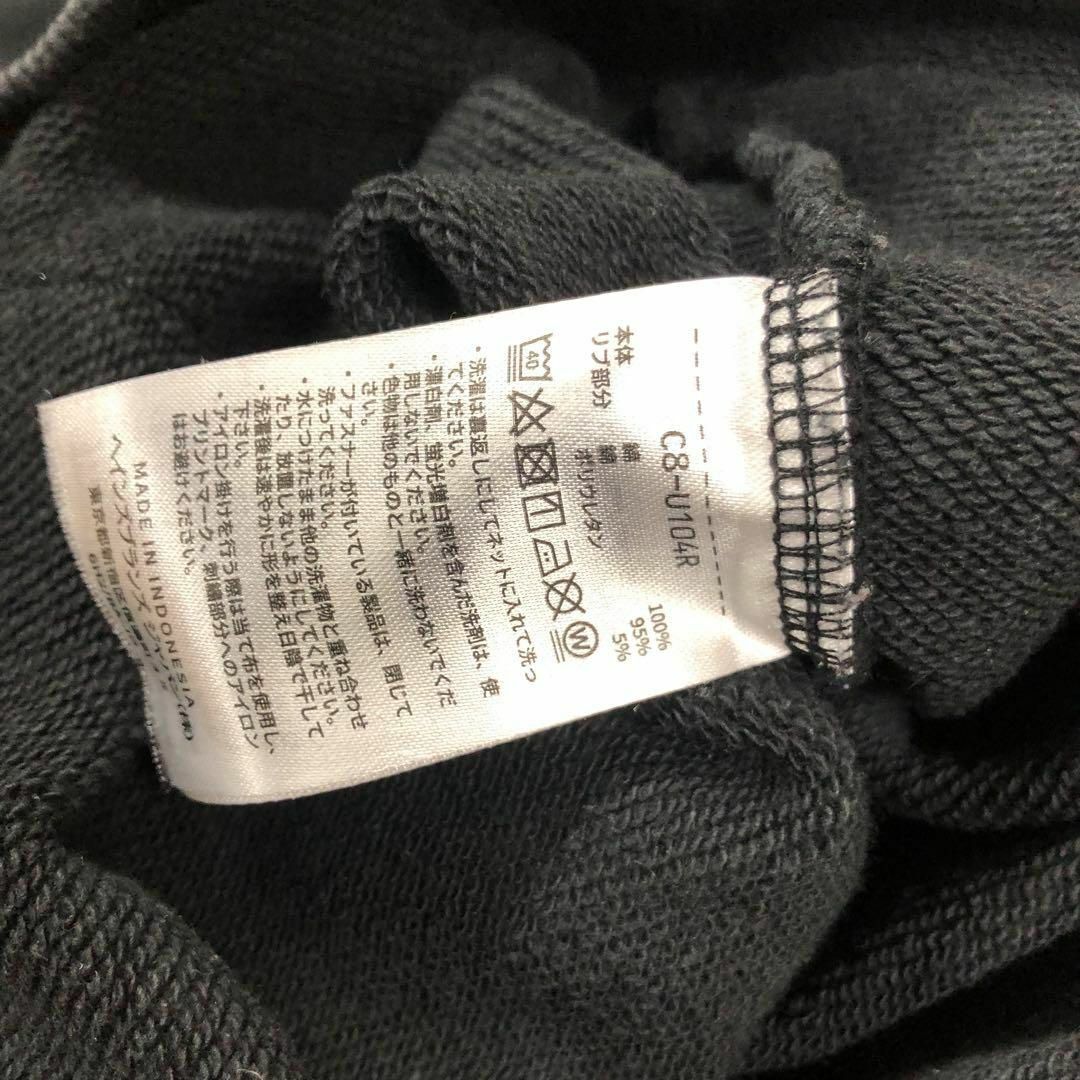 C8-U104R
本体 綿 100%
リブ部分 綿 95%
ポリウレタン 5%
40
W
・洗濯は裏返しにしてネットに入れて洗っ
てください。
・漂白剤、蛍光増白剤を含んだ洗剤は、使
用しないでください。
・色物は他のものと一緒に洗わないでくだ
さい。
・ファスナーが付いている製品は、閉じて
洗ってください。
・水につけたまま他の洗濯物と重ね合わせ
たり、放置しないようにしてください。
・洗濯後は速やかに形を整え日陰で干して
下さい。
・アイロン掛けを行う際は当て布を使用し、
プリントマーク、刺繍部分へのアイロン
はお避けください。
MADE IN INDONESIA
ヘインズブランズ ジャパン(株)
東京都新宿区